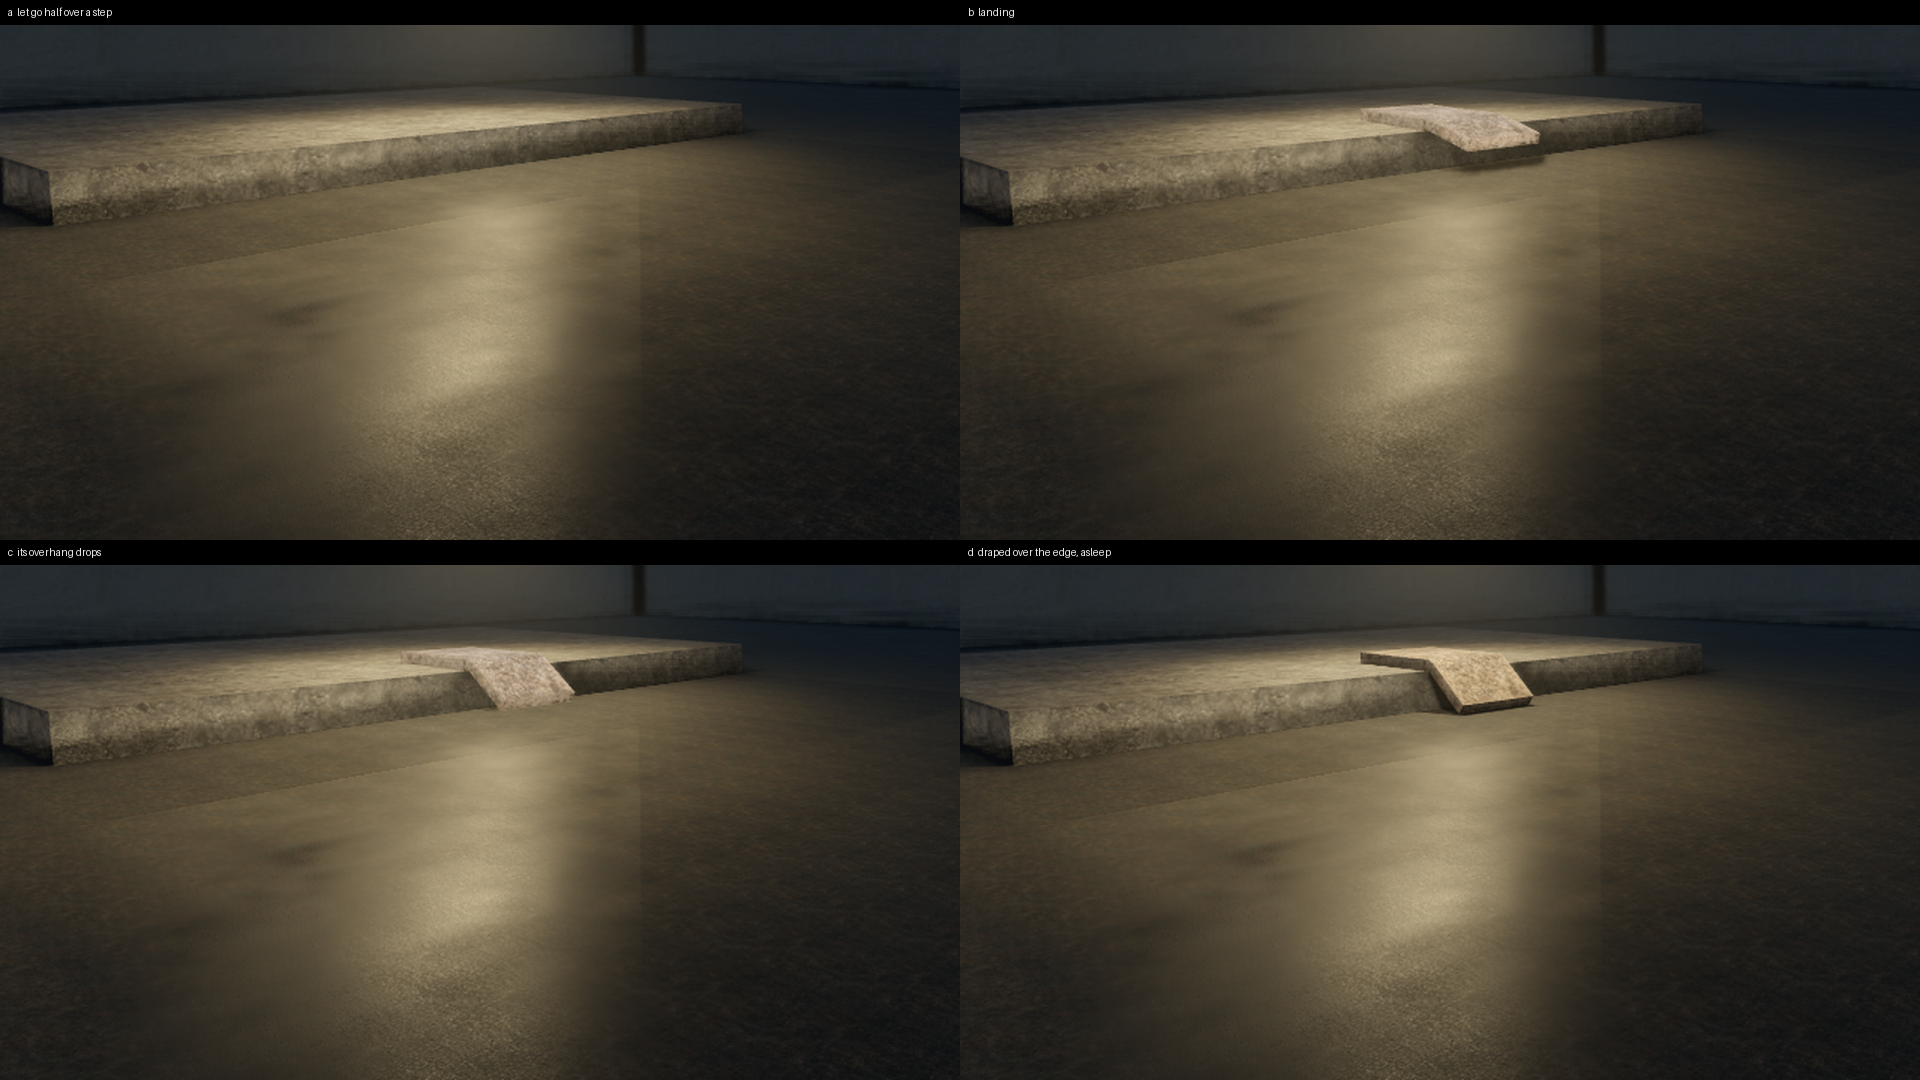 a let go half over a step
b landing
c its overhang drops
d draped over the edge, asleep